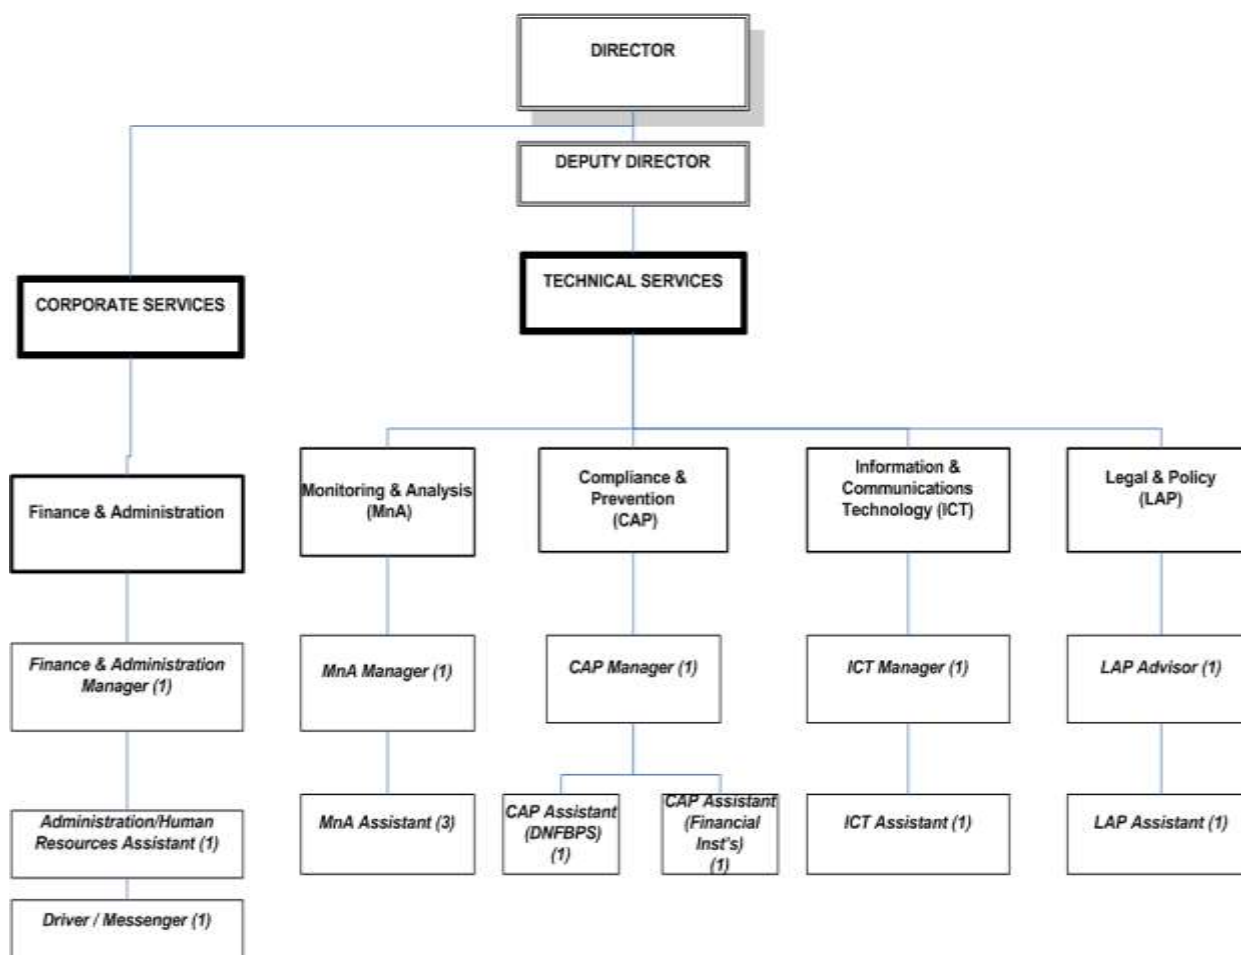 DIRECTOR
DEPUTY DIRECTOR
TECHNICAL SERVICES
CORPORATE SERVICES
Finance & Administration
Monitoring & Analysis
(MnA)
Compliance &
Prevention
(CAP)
Information &
Communications
Technology (ICT)
Legal & Policy
(LAP)
Finance & Administration
Manager (1)
MnA Manager (1)
CAP Manager (1)
ICT Manager (1)
LAP Advisor (1)
Administration/Human
Resources Assistant (1)
MnA Assistant (3)
CAP Assistant
(DNFBPS)
(1)
CAP Assistant
(Financial
Inst's)
(1)
ICT Assistant (1)
LAP Assistant (1)
Driver / Messenger (1)